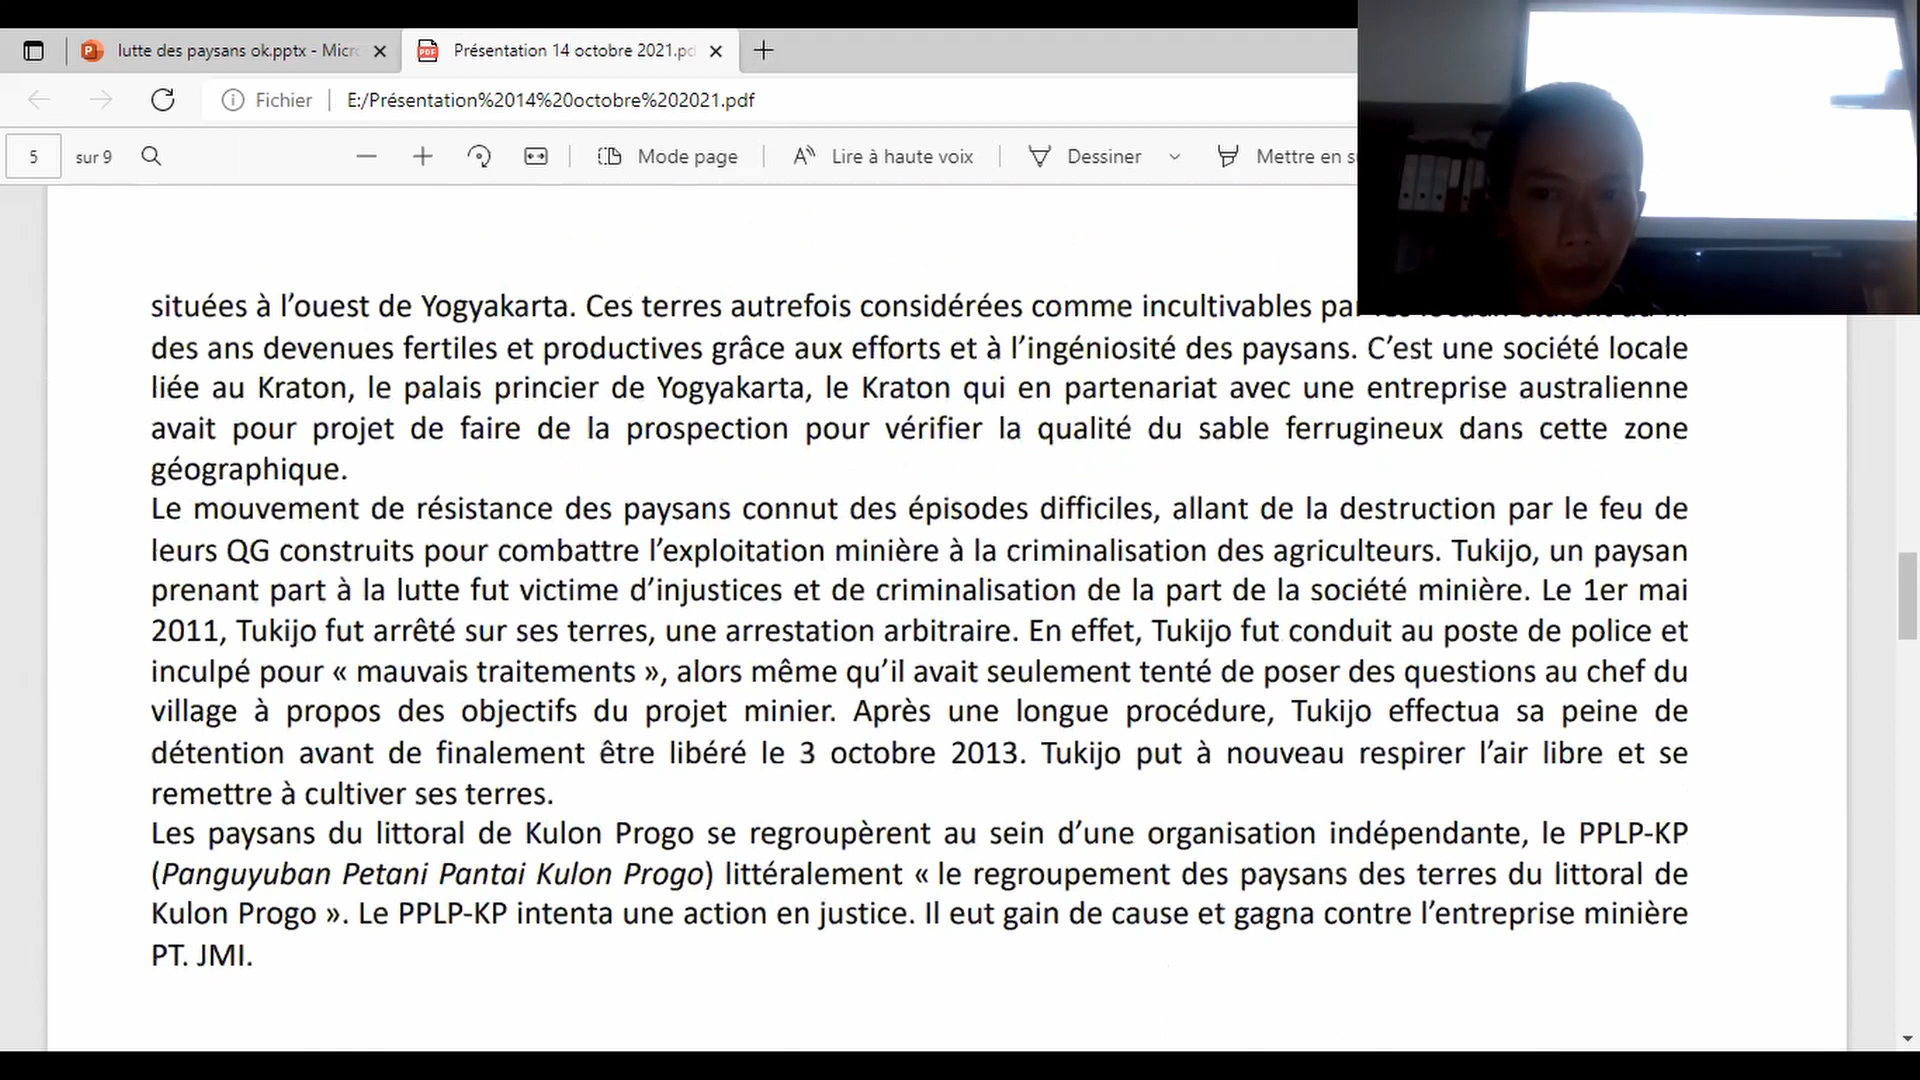 lutte des paysans ok.pptx - Micr
Présentation 14 octobre 2021.pd
Fichier
E:/Présentation%2014%20octobre%202021.pdf
5 sur 9
Mode page
Lire à haute voix
Dessiner
Mettre en su
situées à l’ouest de Yogyakarta. Ces terres autrefois considérées comme incultivables par
des ans devenues fertiles et productives grâce aux efforts et à l’ingéniosité des paysans. C’est une société locale
liée au Kraton, le palais princier de Yogyakarta, le Kraton qui en partenariat avec une entreprise australienne
avait pour projet de faire de la prospection pour vérifier la qualité du sable ferrugineux dans cette zone
géographique.
Le mouvement de résistance des paysans connut des épisodes difficiles, allant de la destruction par le feu de
leurs QG construits pour combattre l’exploitation minière à la criminalisation des agriculteurs. Tukijo, un paysan
prenant part à la lutte fut victime d’injustices et de criminalisation de la part de la société minière. Le 1er mai
2011, Tukijo fut arrêté sur ses terres, une arrestation arbitraire. En effet, Tukijo fut conduit au poste de police et
inculpé pour « mauvais traitements », alors même qu’il avait seulement tenté de poser des questions au chef du
village à propos des objectifs du projet minier. Après une longue procédure, Tukijo effectua sa peine de
détention avant de finalement être libéré le 3 octobre 2013. Tukijo put à nouveau respirer l’air libre et se
remettre à cultiver ses terres.
Les paysans du littoral de Kulon Progo se regroupèrent au sein d’une organisation indépendante, le PPLP-KP
(Panguyuban Petani Pantai Kulon Progo) littéralement « le regroupement des paysans des terres du littoral de
Kulon Progo ». Le PPLP-KP intenta une action en justice. Il eut gain de cause et gagna contre l’entreprise minière
PT. JMI.